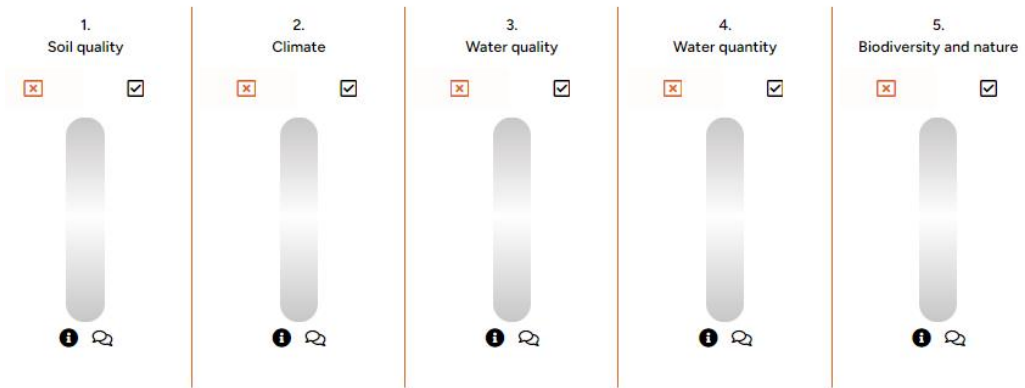 1.
Soil quality
2.
Climate
3.
Water quality
4.
Water quantity
5.
Biodiversity and nature